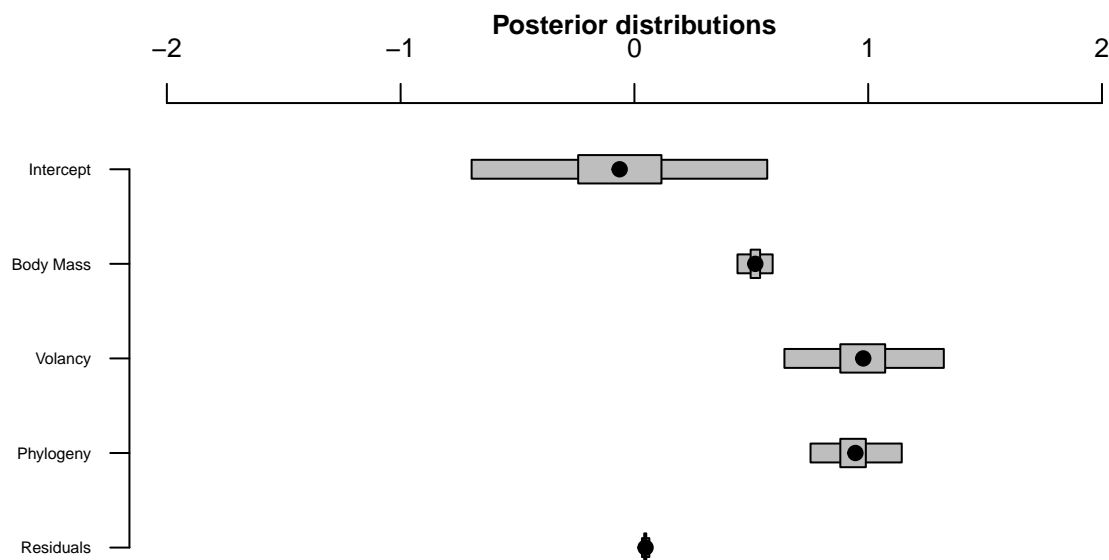 Posterior distributions
−2 −1 0 1 2
Intercept
Body Mass
Volancy
Phylogeny
Residuals